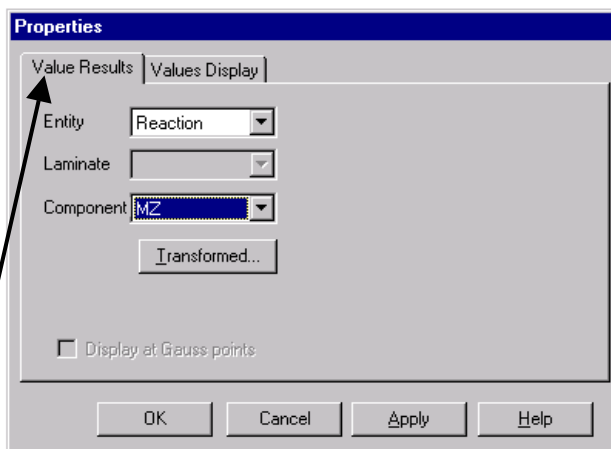 Properties
Value Results Values Display
Entity Reaction
Laminate
Component MZ
Transformed...
Display at Gauss points
OK Cancel Apply Help